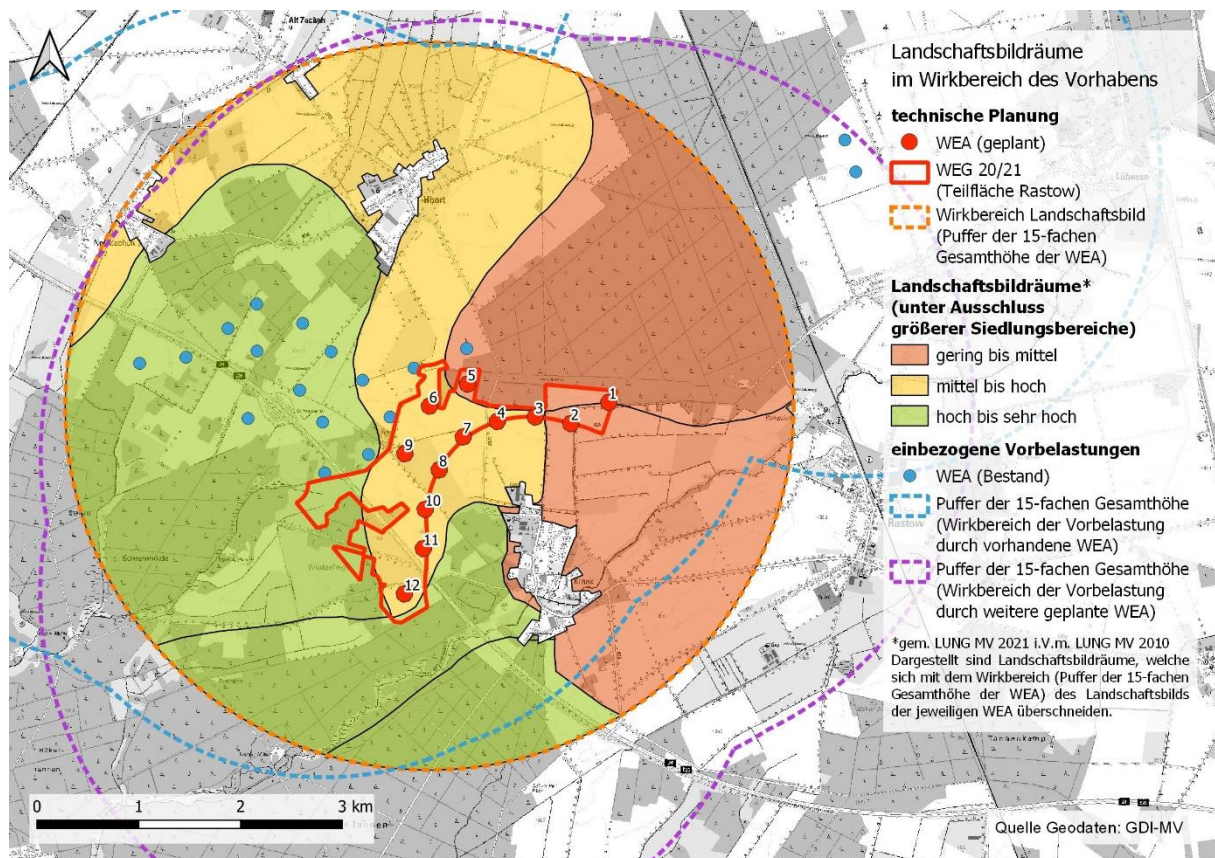 Alt Zachun
Hoort
Kraak
Lübesse
Rastow
5
6
1
3
4
2
7
9
8
10
11
12
0 1 2 3 km
Landschaftsbildräume
im Wirkbereich des Vorhabens
technische Planung
WEA (geplant)
WEG 20/21
(Teilfläche Rastow)
Wirkbereich Landschaftsbild
(Puffer der 15-fachen
Gesamthöhe der WEA)
Landschaftsbildräume*
(unter Ausschluss
größerer Siedlungsbereiche)
gering bis mittel
mittel bis hoch
hoch bis sehr hoch
einbezogene Vorbelastungen
WEA (Bestand)
Puffer der 15-fachen Gesamthöhe
(Wirkbereich der Vorbelastung
durch vorhandene WEA)
Puffer der 15-fachen Gesamthöhe
(Wirkbereich der Vorbelastung
durch weitere geplante WEA)
*gem. LUNG MV 2021 i.V.m. LUNG MV 2010
Dargestellt sind Landschaftsbildräume, welche
sich mit dem Wirkbereich (Puffer der 15-fachen
Gesamthöhe der WEA) des Landschaftsbilds
der jeweiligen WEA überschneiden.
Tannenkamp
Quelle Geodaten: GDI-MV